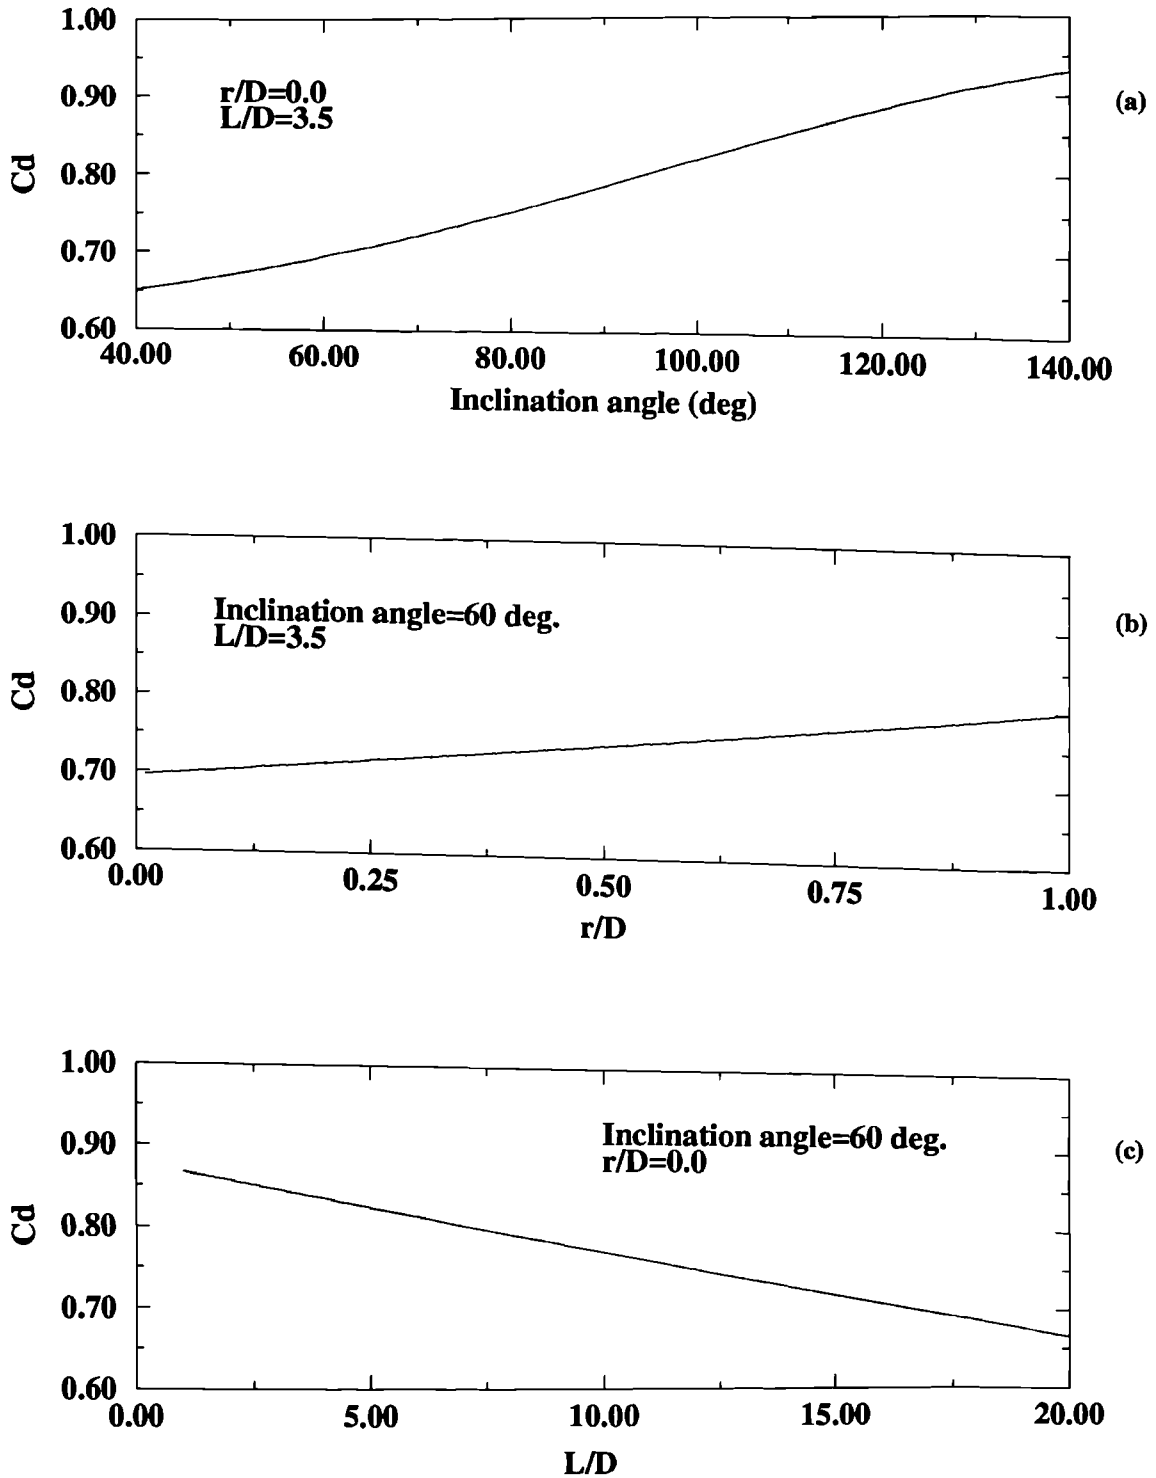 1.00
0.90
0.80
0.70
0.60
Cd
r/D=0.0
L/D=3.5
(a)
40.00 60.00 80.00 100.00 120.00 140.00
Inclination angle (deg)
1.00
0.90
0.80
0.70
0.60
Cd
Inclination angle=60 deg.
L/D=3.5
(b)
0.00 0.25 0.50 0.75 1.00
r/D
1.00
0.90
0.80
0.70
0.60
Cd
Inclination angle=60 deg.
r/D=0.0
(c)
0.00 5.00 10.00 15.00 20.00
L/D